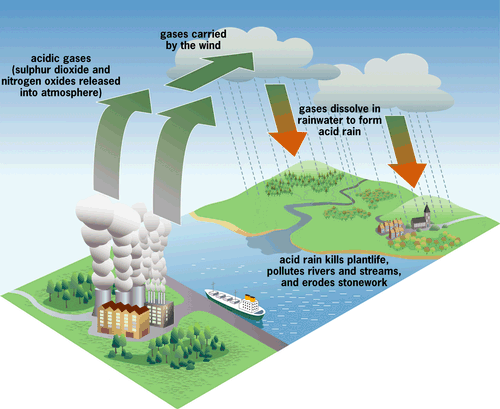 gases carried
by the wind
acidic gases
(sulphur dioxide and
nitrogen oxides released
into atmosphere)
gases dissolve in
rainwater to form
acid rain
acid rain kills plantlife,
pollutes rivers and streams,
and erodes stonework